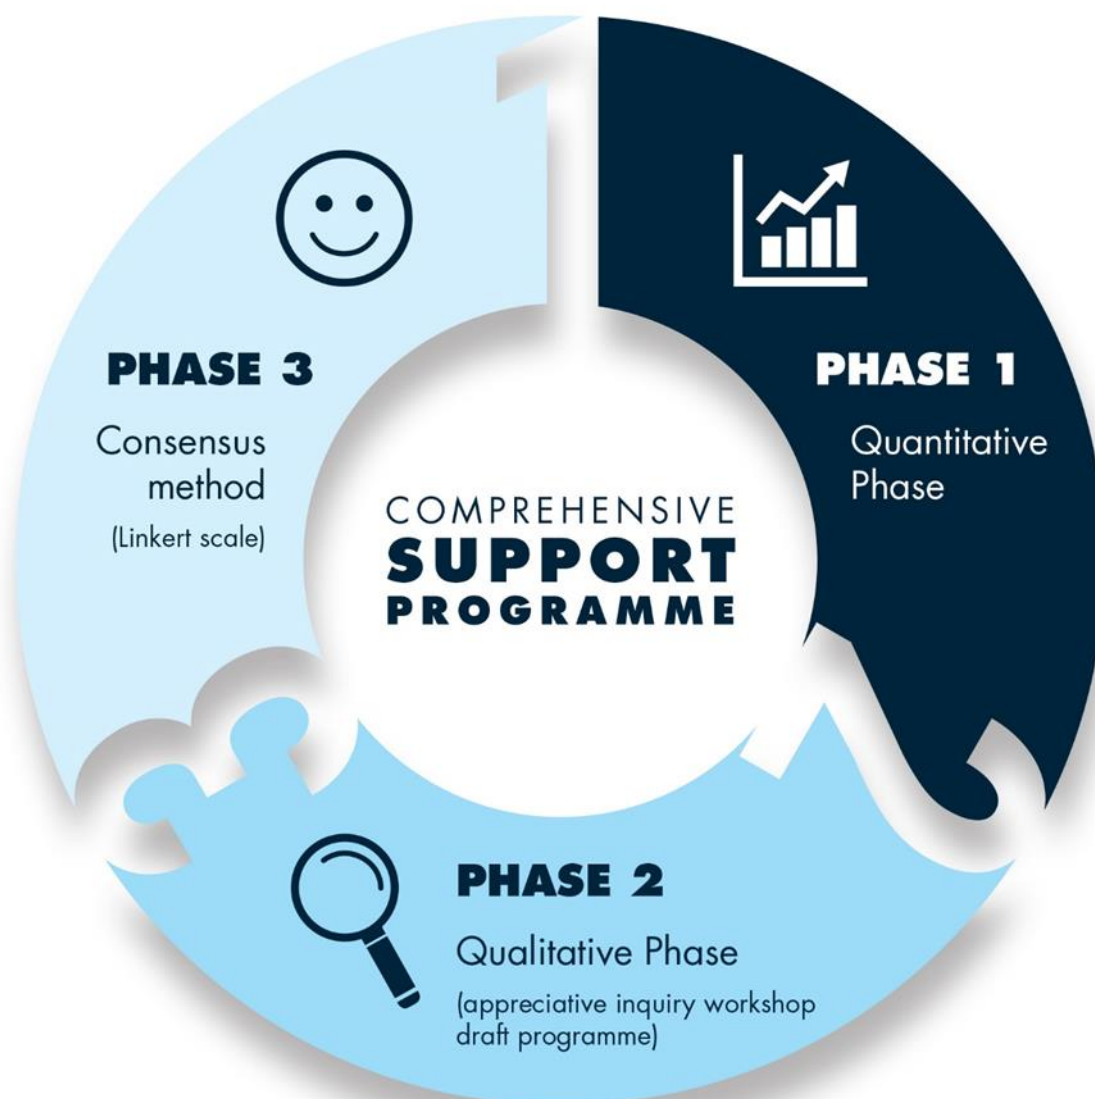 COMPREHENSIVE
SUPPORT
PROGRAMME
PHASE 1
Quantitative
Phase
PHASE 2
Qualitative Phase
(appreciative inquiry workshop
draft programme)
PHASE 3
Consensus
method
(Linkert scale)